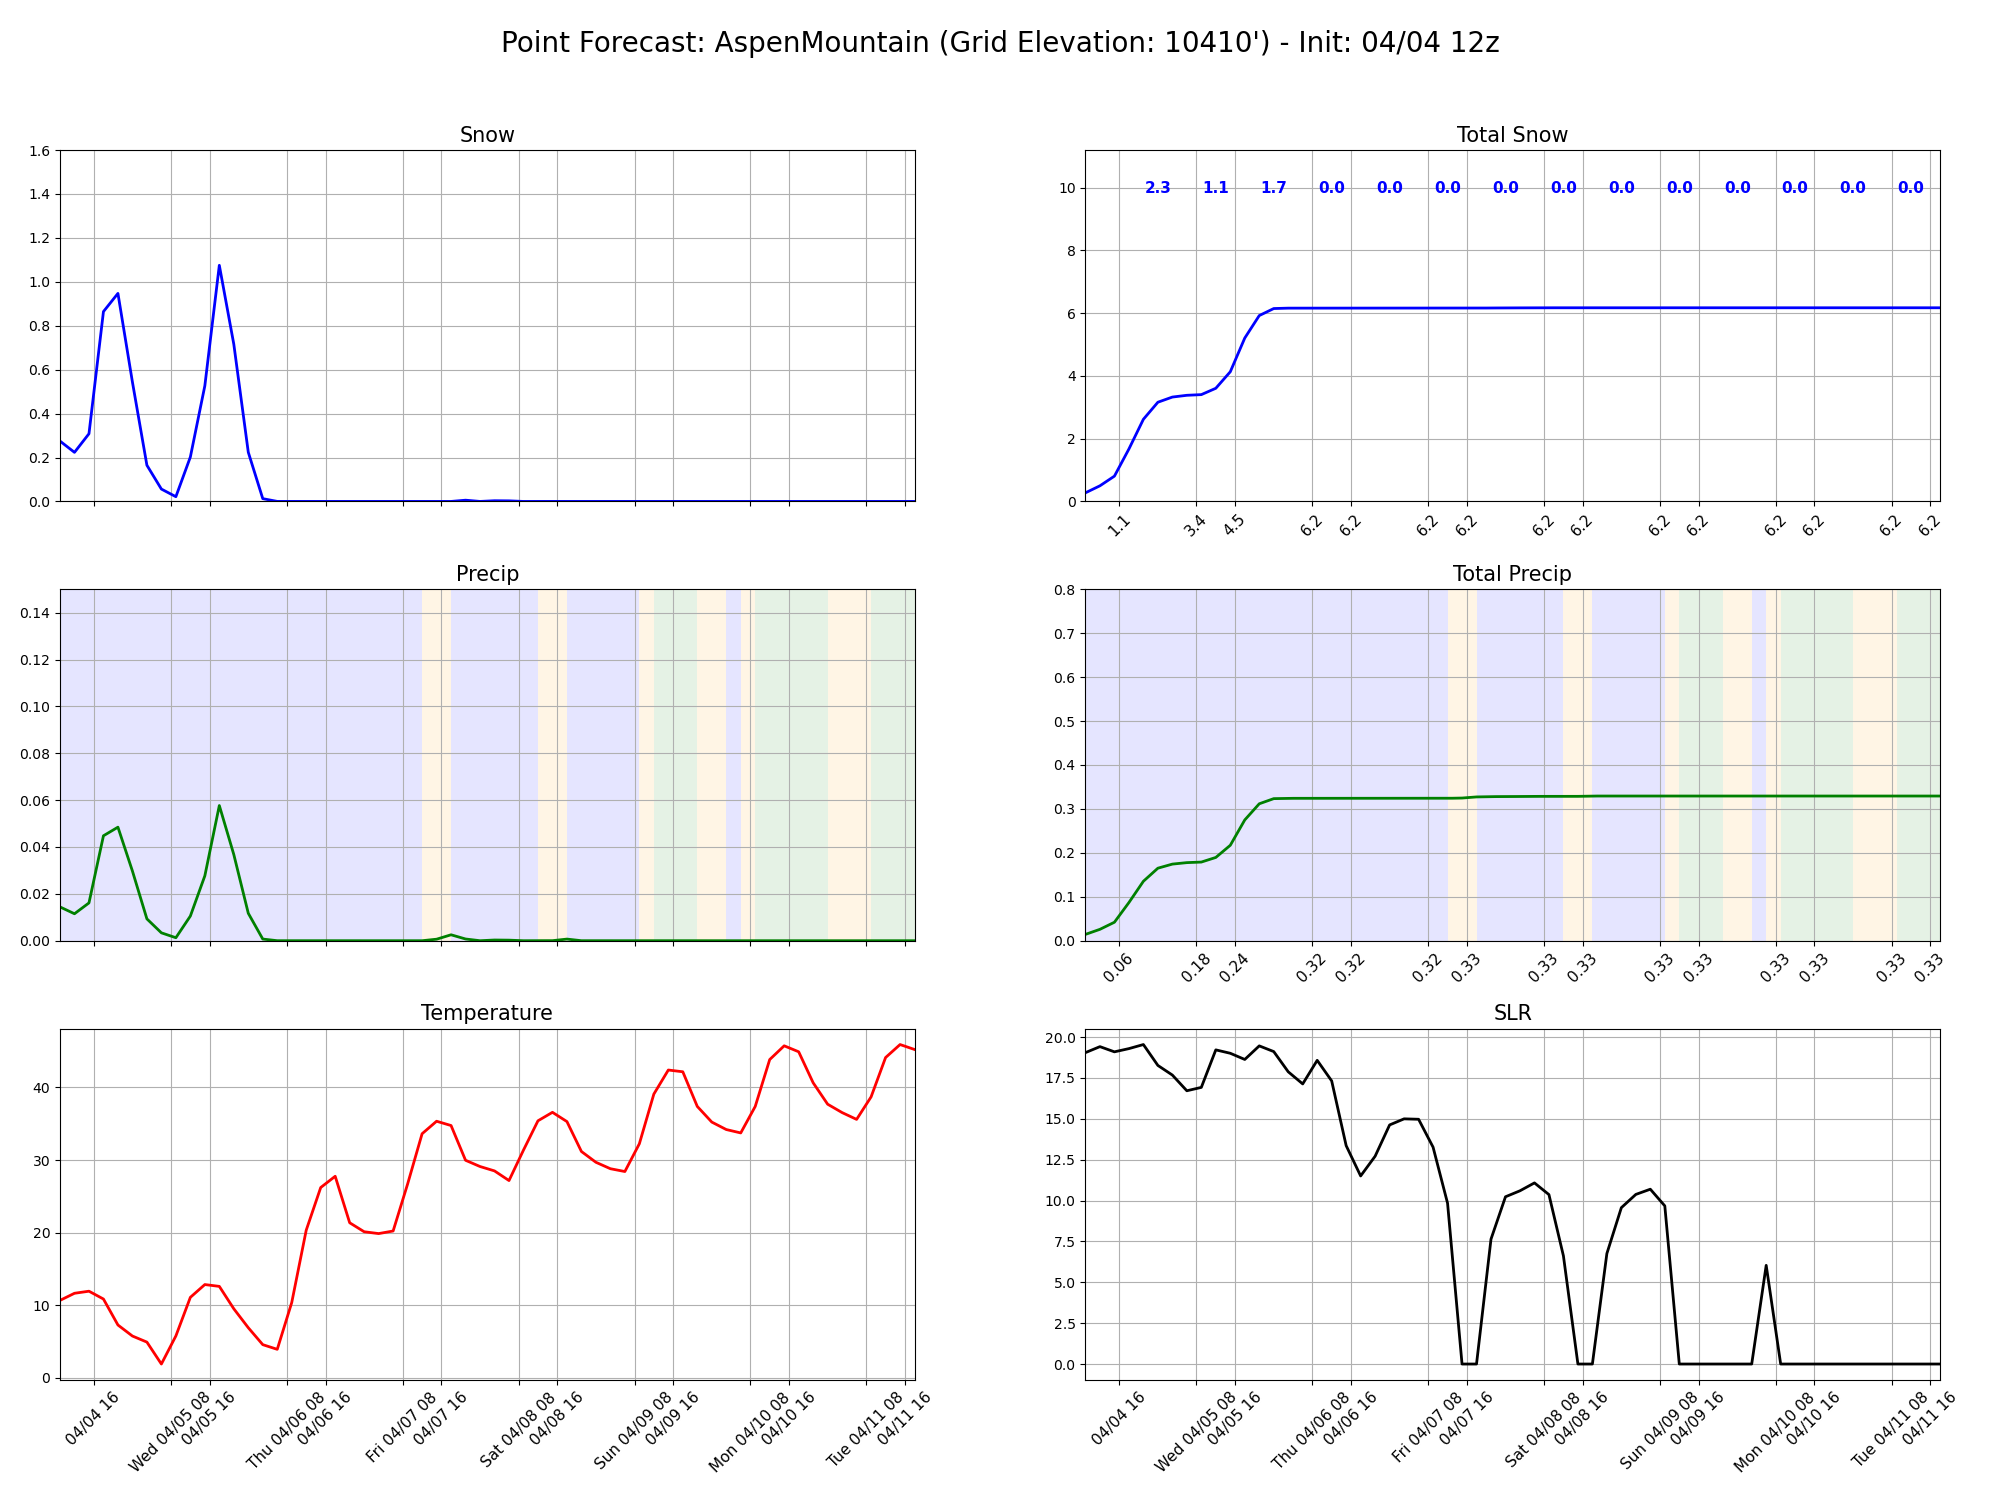 Point Forecast: AspenMountain (Grid Elevation: 10410') - Init: 04/04 12z
Snow
1.6
1.4
1.2
1.0
0.8
0.6
0.4
0.2
0.0
Total Snow
10
8
6
4
2
0
2.3 1.1 1.7 0.0 0.0 0.0 0.0 0.0 0.0 0.0 0.0 0.0 0.0 0.0
1.1 3.4 4.5 6.2 6.2 6.2 6.2 6.2 6.2 6.2 6.2 6.2 6.2 6.2 6.2
Precip
0.14
0.12
0.10
0.08
0.06
0.04
0.02
0.00
Total Precip
0.8
0.7
0.6
0.5
0.4
0.3
0.2
0.1
0.0
0.06 0.18 0.24 0.32 0.32 0.32 0.33 0.33 0.33 0.33 0.33 0.33 0.33 0.33 0.33
Temperature
40
30
20
10
0
04/04 16
Wed 04/05 08
04/05 16
Thu 04/06 08
04/06 16
Fri 04/07 08
04/07 16
Sat 04/08 08
04/08 16
Sun 04/09 08
04/09 16
Mon 04/10 08
04/10 16
Tue 04/11 08
04/11 16
SLR
20.0
17.5
15.0
12.5
10.0
7.5
5.0
2.5
0.0
04/04 16
Wed 04/05 08
04/05 16
Thu 04/06 08
04/06 16
Fri 04/07 08
04/07 16
Sat 04/08 08
04/08 16
Sun 04/09 08
04/09 16
Mon 04/10 08
04/10 16
Tue 04/11 08
04/11 16